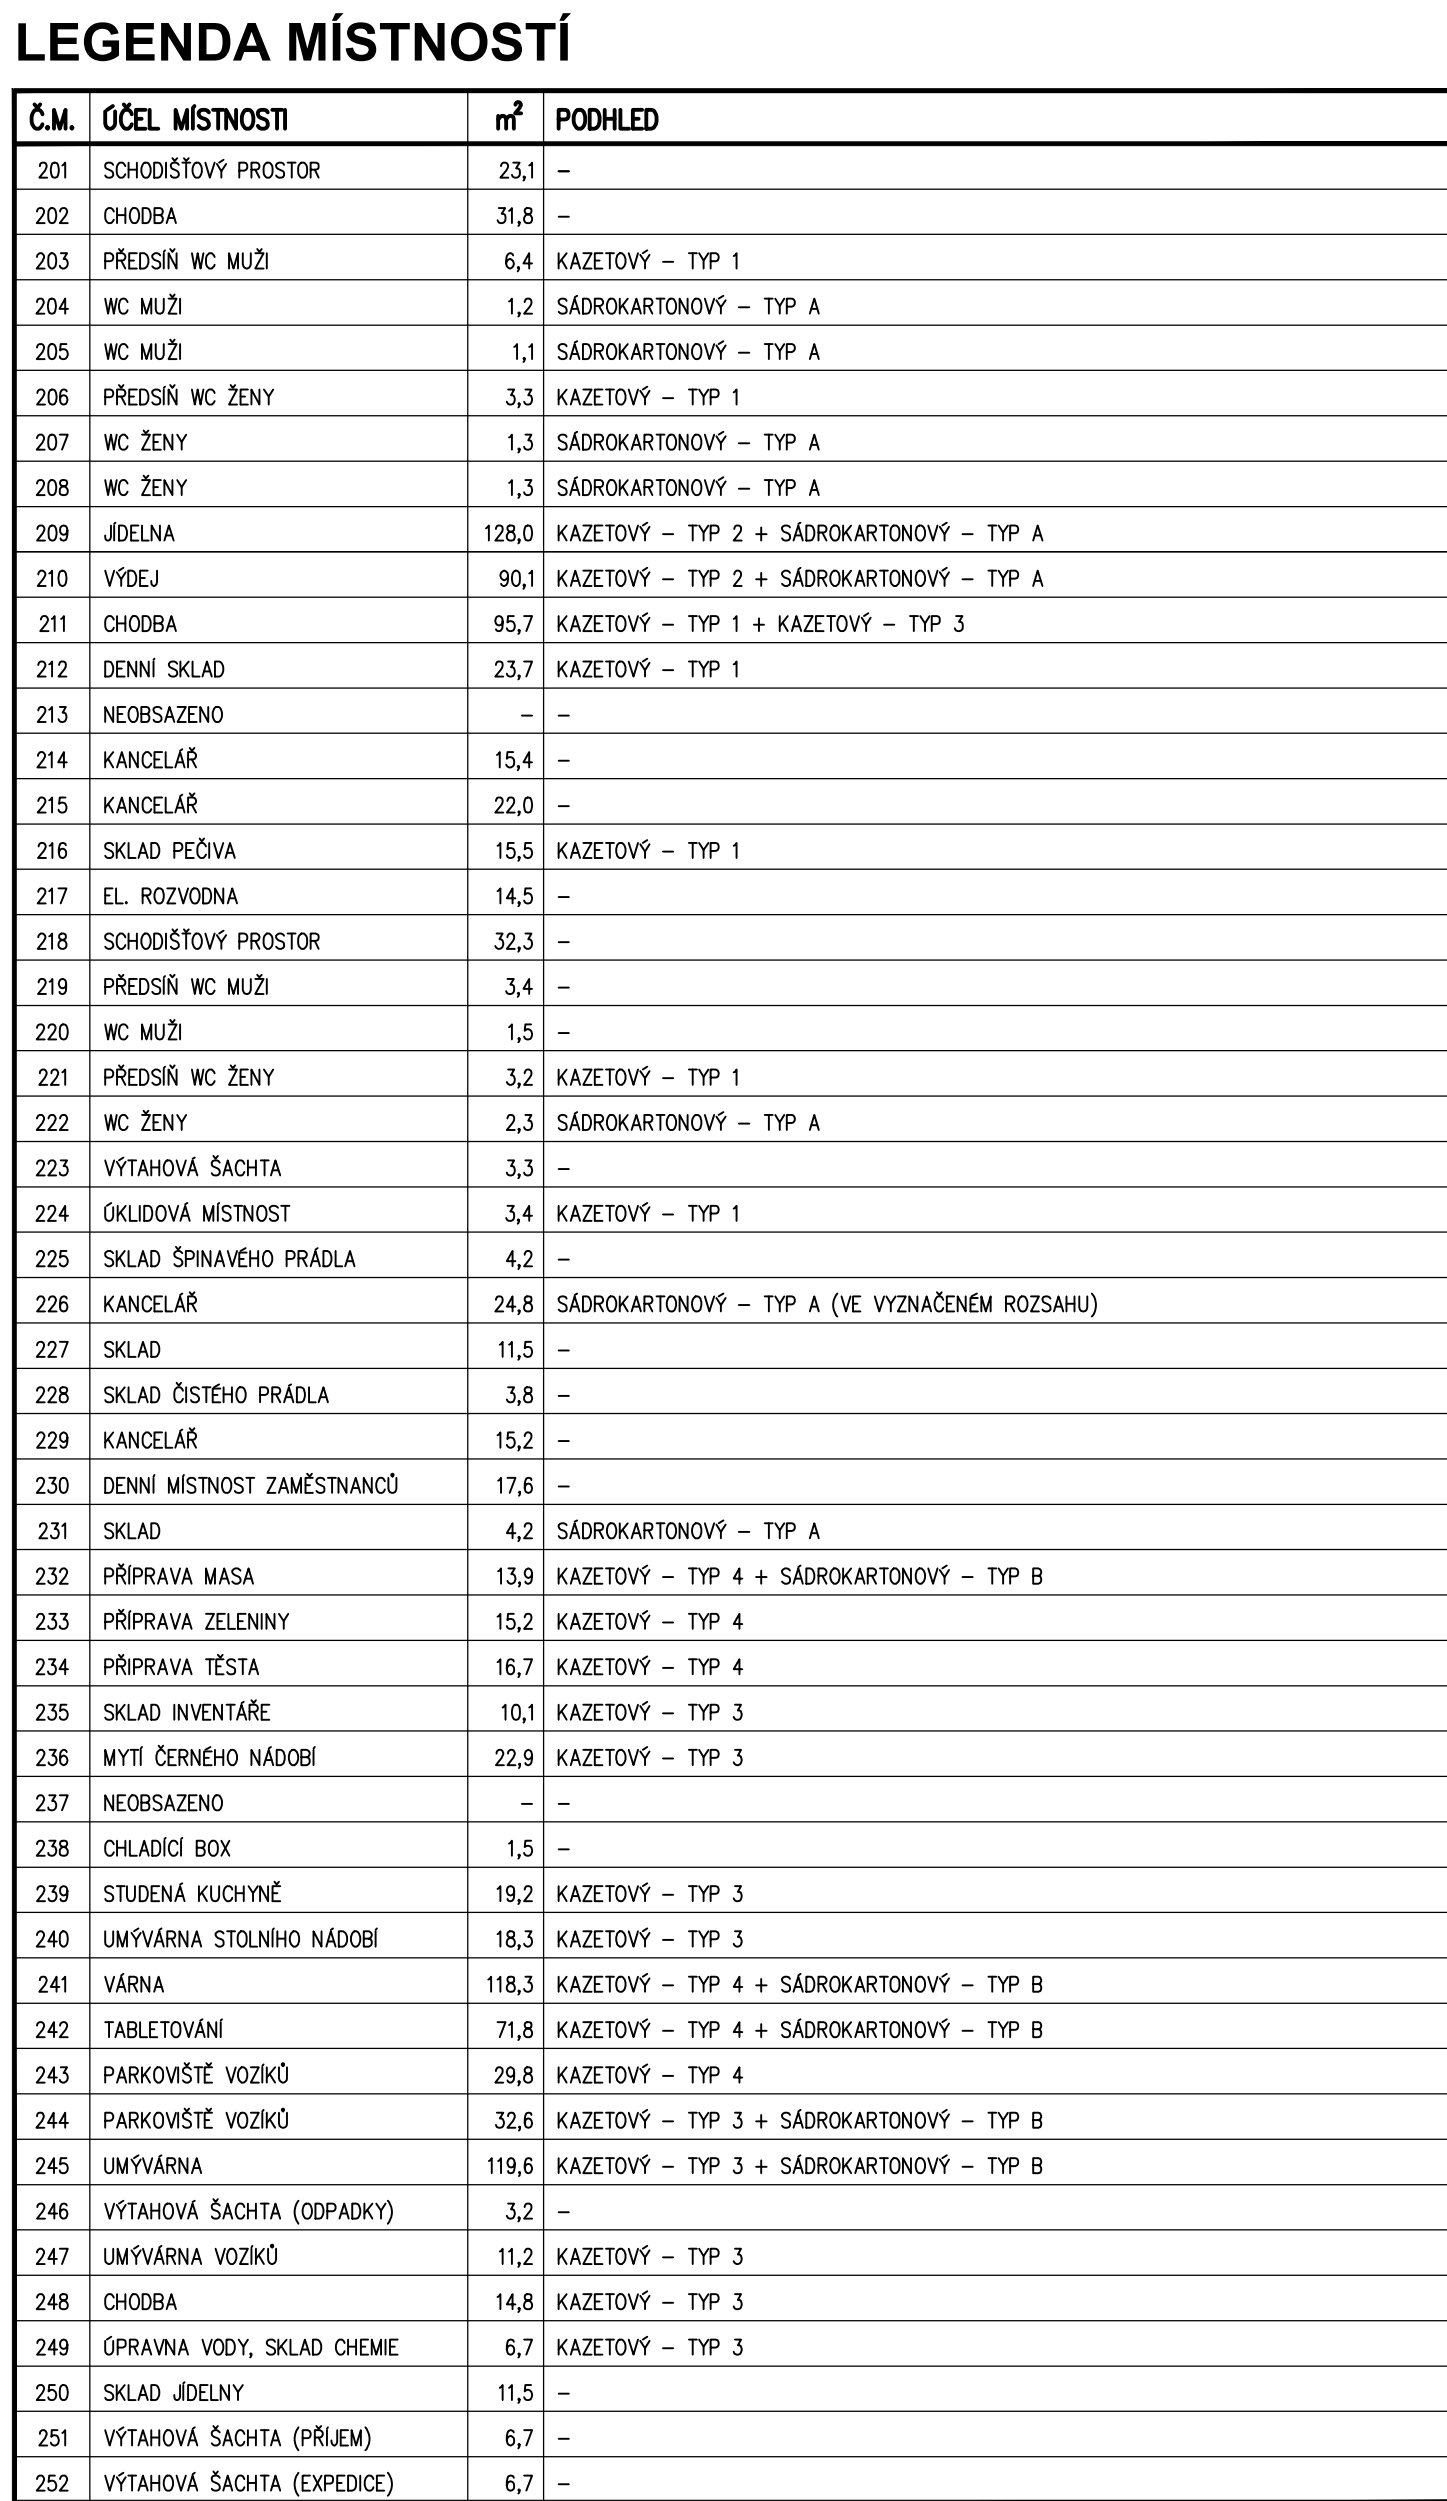 LEGENDA MÍSTNOSTÍ
Č.M. ÚČEL MÍSTNOSTI m² PODHLED
201 SCHODIŠŤOVÝ PROSTOR 23,1 –
202 CHODBA 31,8 –
203 PŘEDSÍŇ WC MUŽI 6,4 KAZETOVÝ – TYP 1
204 WC MUŽI 1,2 SÁDROKARTONOVÝ – TYP A
205 WC MUŽI 1,1 SÁDROKARTONOVÝ – TYP A
206 PŘEDSÍŇ WC ŽENY 3,3 KAZETOVÝ – TYP 1
207 WC ŽENY 1,3 SÁDROKARTONOVÝ – TYP A
208 WC ŽENY 1,3 SÁDROKARTONOVÝ – TYP A
209 JÍDELNA 128,0 KAZETOVÝ – TYP 2 + SÁDROKARTONOVÝ – TYP A
210 VÝDEJ 90,1 KAZETOVÝ – TYP 2 + SÁDROKARTONOVÝ – TYP A
211 CHODBA 95,7 KAZETOVÝ – TYP 1 + KAZETOVÝ – TYP 3
212 DENNÍ SKLAD 23,7 KAZETOVÝ – TYP 1
213 NEOBSAZENO – –
214 KANCELÁŘ 15,4 –
215 KANCELÁŘ 22,0 –
216 SKLAD PEČIVA 15,5 KAZETOVÝ – TYP 1
217 EL. ROZVODNA 14,5 –
218 SCHODIŠŤOVÝ PROSTOR 32,3 –
219 PŘEDSÍŇ WC MUŽI 3,4 –
220 WC MUŽI 1,5 –
221 PŘEDSÍŇ WC ŽENY 3,2 KAZETOVÝ – TYP 1
222 WC ŽENY 2,3 SÁDROKARTONOVÝ – TYP A
223 VÝTAHOVÁ ŠACHTA 3,3 –
224 ÚKLIDOVÁ MÍSTNOST 3,4 KAZETOVÝ – TYP 1
225 SKLAD ŠPINAVÉHO PRÁDLA 4,2 –
226 KANCELÁŘ 24,8 SÁDROKARTONOVÝ – TYP A (VE VYZNAČENÉM ROZSAHU)
227 SKLAD 11,5 –
228 SKLAD ČISTÉHO PRÁDLA 3,8 –
229 KANCELÁŘ 15,2 –
230 DENNÍ MÍSTNOST ZAMĚSTNANCŮ 17,6 –
231 SKLAD 4,2 SÁDROKARTONOVÝ – TYP A
232 PŘÍPRAVA MASA 13,9 KAZETOVÝ – TYP 4 + SÁDROKARTONOVÝ – TYP B
233 PŘÍPRAVA ZELENINY 15,2 KAZETOVÝ – TYP 4
234 PŘIPRAVA TĚSTA 16,7 KAZETOVÝ – TYP 4
235 SKLAD INVENTÁŘE 10,1 KAZETOVÝ – TYP 3
236 MYTÍ ČERNÉHO NÁDOBÍ 22,9 KAZETOVÝ – TYP 3
237 NEOBSAZENO – –
238 CHLADÍCÍ BOX 1,5 –
239 STUDENÁ KUCHYNĚ 19,2 KAZETOVÝ – TYP 3
240 UMÝVÁRNA STOLNÍHO NÁDOBÍ 18,3 KAZETOVÝ – TYP 3
241 VÁRNA 118,3 KAZETOVÝ – TYP 4 + SÁDROKARTONOVÝ – TYP B
242 TABLETOVÁNÍ 71,8 KAZETOVÝ – TYP 4 + SÁDROKARTONOVÝ – TYP B
243 PARKOVIŠTĚ VOZÍKŮ 29,8 KAZETOVÝ – TYP 4
244 PARKOVIŠTĚ VOZÍKŮ 32,6 KAZETOVÝ – TYP 3 + SÁDROKARTONOVÝ – TYP B
245 UMÝVÁRNA 119,6 KAZETOVÝ – TYP 3 + SÁDROKARTONOVÝ – TYP B
246 VÝTAHOVÁ ŠACHTA (ODPADKY) 3,2 –
247 UMÝVÁRNA VOZÍKŮ 11,2 KAZETOVÝ – TYP 3
248 CHODBA 14,8 KAZETOVÝ – TYP 3
249 ÚPRAVNA VODY, SKLAD CHEMIE 6,7 KAZETOVÝ – TYP 3
250 SKLAD JÍDELNY 11,5 –
251 VÝTAHOVÁ ŠACHTA (PŘÍJEM) 6,7 –
252 VÝTAHOVÁ ŠACHTA (EXPEDICE) 6,7 –